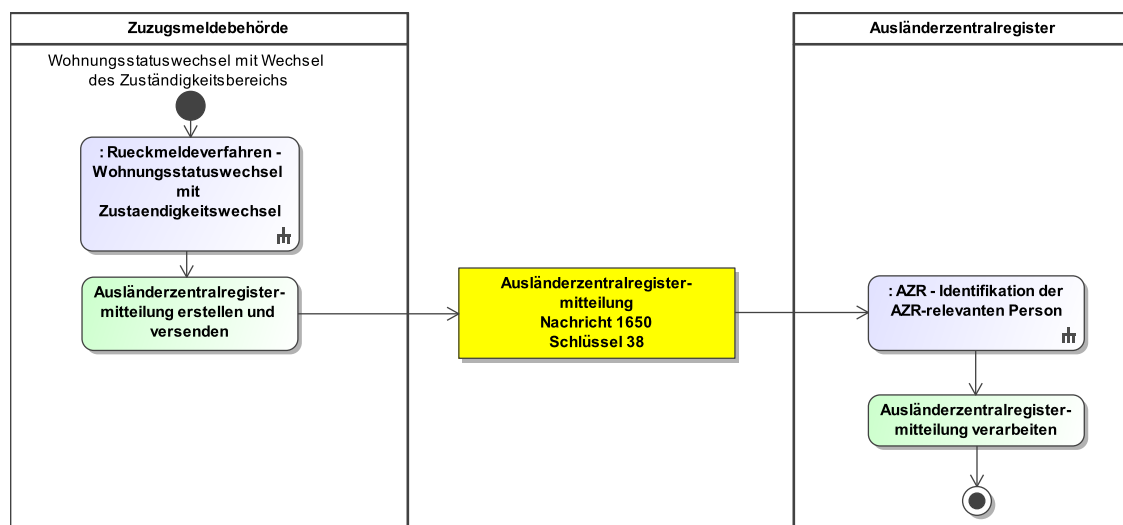 Zuzugsmeldebehörde
Wohnungsstatuswechsel mit Wechsel
des Zuständigkeitsbereichs
: Rueckmeldeverfahren -
Wohnungsstatuswechsel
mit
Zustaendigkeitswechsel
Ausländerzentralregister-
mitteilung erstellen und
versenden
Ausländerzentralregister-
mitteilung
Nachricht 1650
Schlüssel 38
Ausländerzentralregister
: AZR - Identifikation der
AZR-relevanten Person
Ausländerzentralregister-
mitteilung verarbeiten